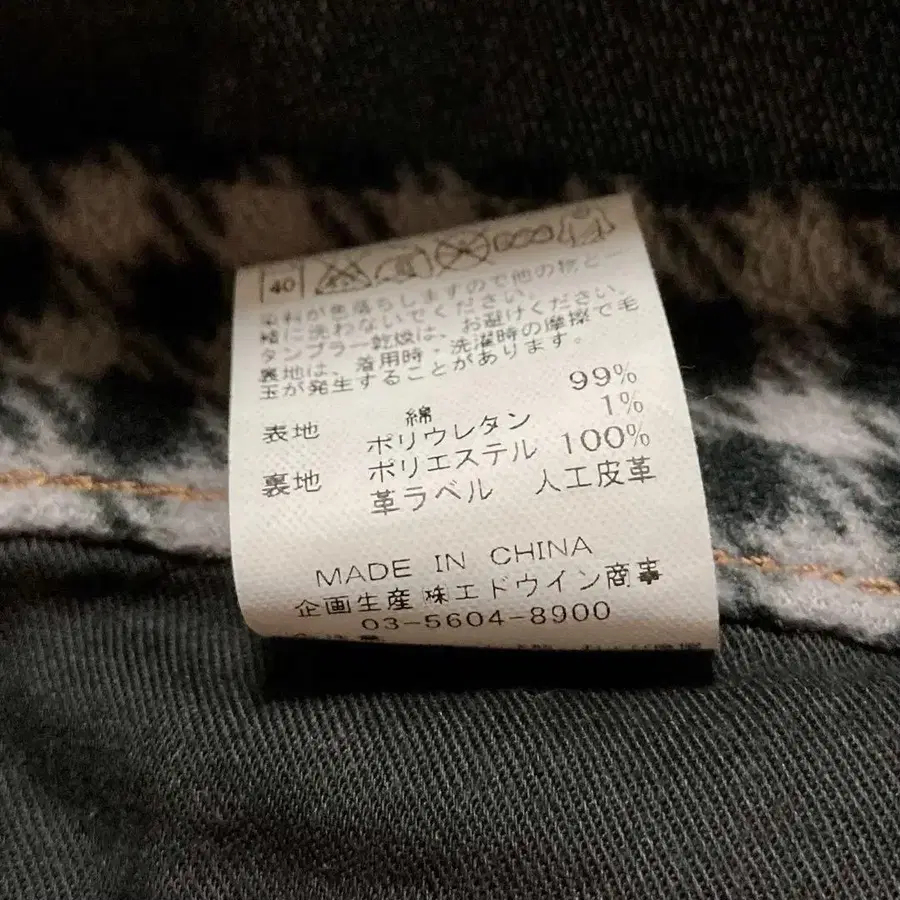 40
染料が色落ちしますので他の物と一
緒に洗わないでください。
タンブラー乾燥は、お避けください。
裏地は、着用時・洗濯時の摩擦で毛
玉が発生することがあります。
表地 綿 99%
ポリウレタン 1%
裏地 ポリエステル 100%
革ラベル 人工皮革
MADE IN CHINA
企画生産 ㈱エドウイン商事
03-5604-8900